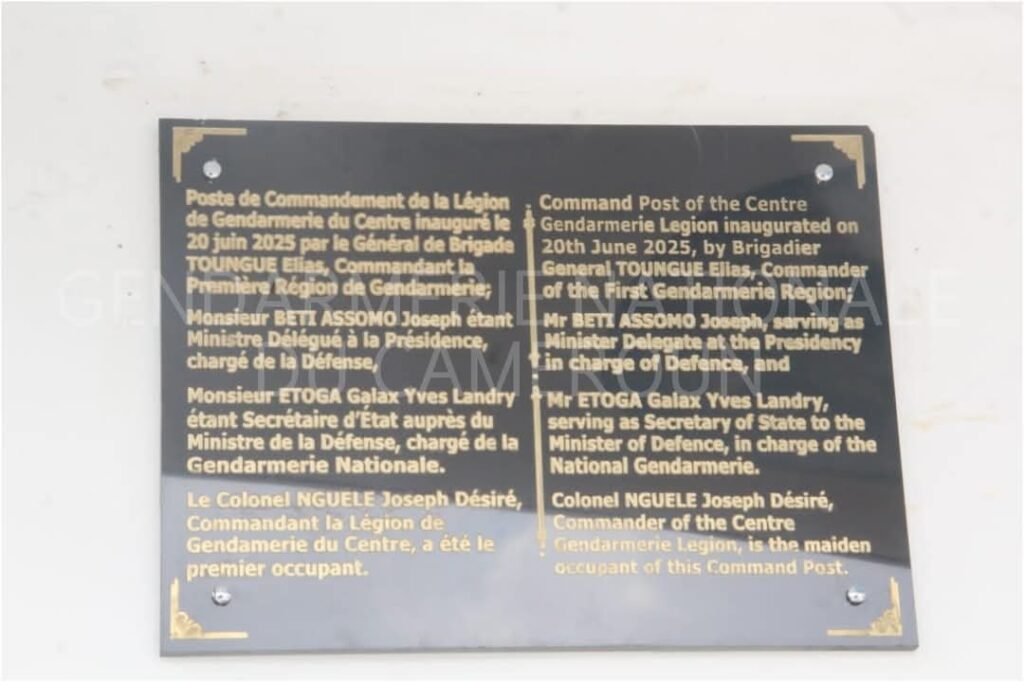 Poste de Commandement de la Légion
de Gendarmerie du Centre inauguré le
20 juin 2025 par le Général de Brigade
TOUNGUE Elias, Commandant la
Première Région de Gendarmerie;
Monsieur BETI ASSOMO Joseph étant
Ministre Délégué à la Présidence,
chargé de la Défense,
Monsieur ETOGA Galax Yves Landry
étant Secrétaire d'État auprès du
Ministre de la Défense, chargé de la
Gendarmerie Nationale.
Le Colonel NGUELE Joseph Désiré,
Commandant la Légion de
Gendamerie du Centre, a été le
premier occupant.
Command Post of the Centre
Gendarmerie Legion inaugurated on
20th June 2025, by Brigadier
General TOUNGUE Elias, Commander
of the First Gendarmerie Region;
Mr BETI ASSOMO Joseph, serving as
Minister Delegate at the Presidency
in charge of Defence, and
Mr ETOGA Galax Yves Landry,
serving as Secretary of State to the
Minister of Defence, in charge of the
National Gendarmerie.
Colonel NGUELE Joseph Désiré,
Commander of the Centre
Gendarmerie Legion, is the maiden
occupant of this Command Post.
GENDARMERIE NATIONALE
DU CAMEROUN